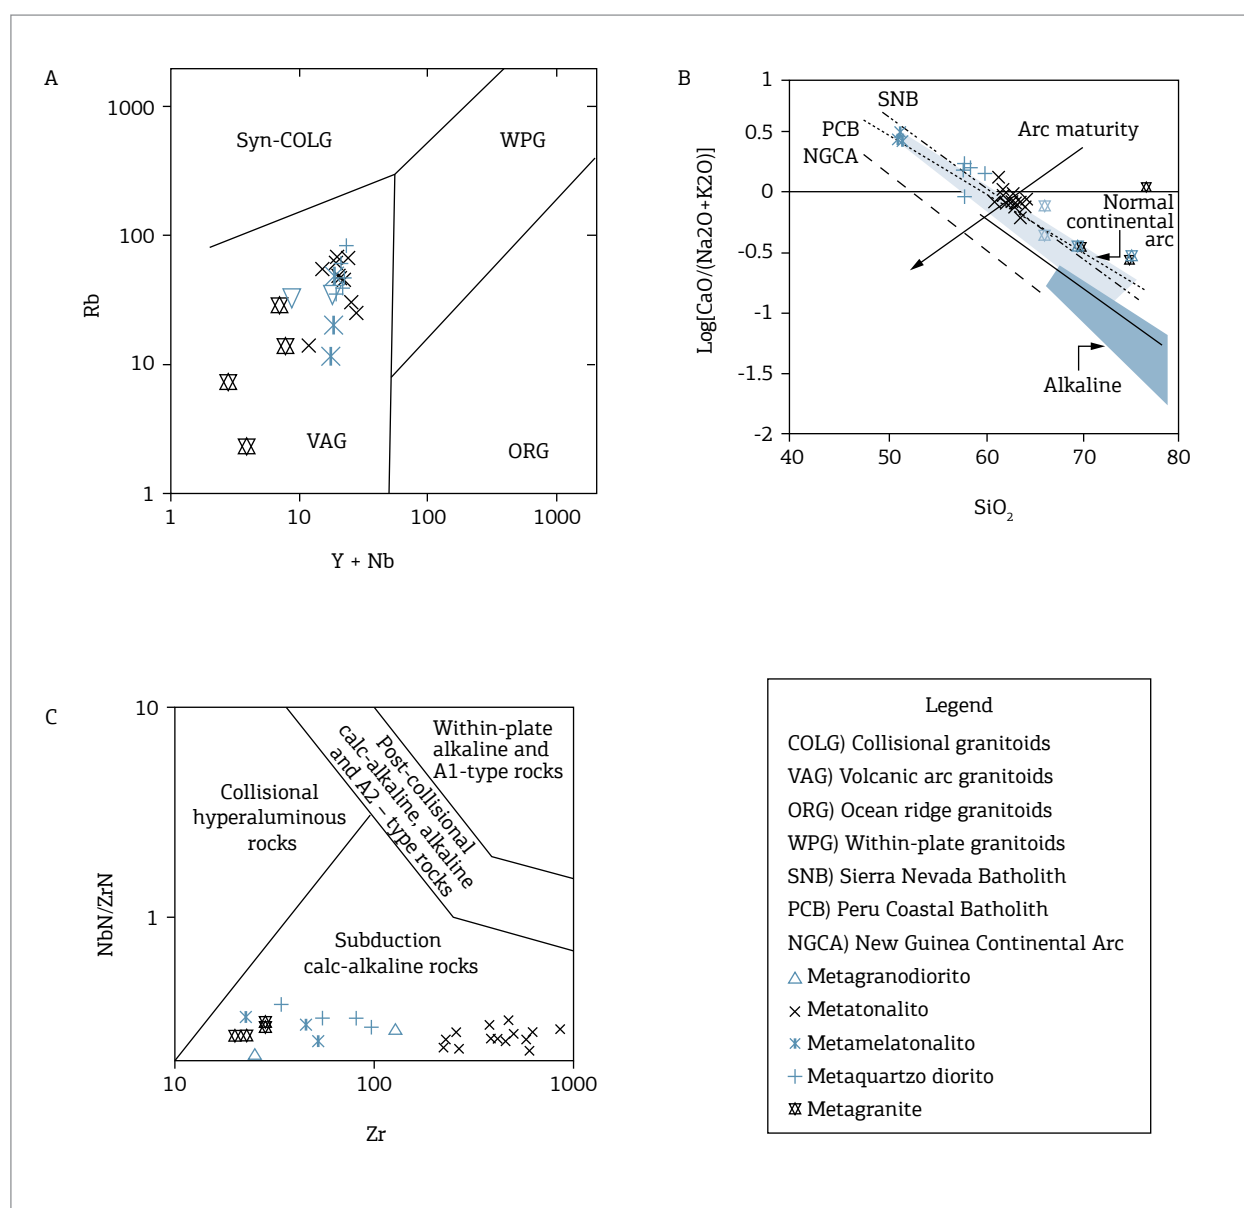 A
1000
100
10
1
Rb
Syn-COLG
WPG
VAG
ORG
1
10
100
1000
Y + Nb
B
1
0.5
0
-0.5
-1
-1.5
-2
Log[CaO/(Na2O+K2O)]
SNB
PCB
NGCA
Arc maturity
Normal
continental
arc
Alkaline
40
50
60
70
80
SiO2
C
10
1
NbN/ZrN
Collisional
hyperaluminous
rocks
Post-collisional
calc-alkaline, alkaline
and A2 – type rocks
Within-plate
alkaline and
A1-type rocks
Subduction
calc-alkaline rocks
10
100
1000
Zr
Legend
COLG) Collisional granitoids
VAG) Volcanic arc granitoids
ORG) Ocean ridge granitoids
WPG) Within-plate granitoids
SNB) Sierra Nevada Batholith
PCB) Peru Coastal Batholith
NGCA) New Guinea Continental Arc
Metagranodiorito
Metatonalito
Metamelatonalito
Metaquartzo diorito
Metagranite